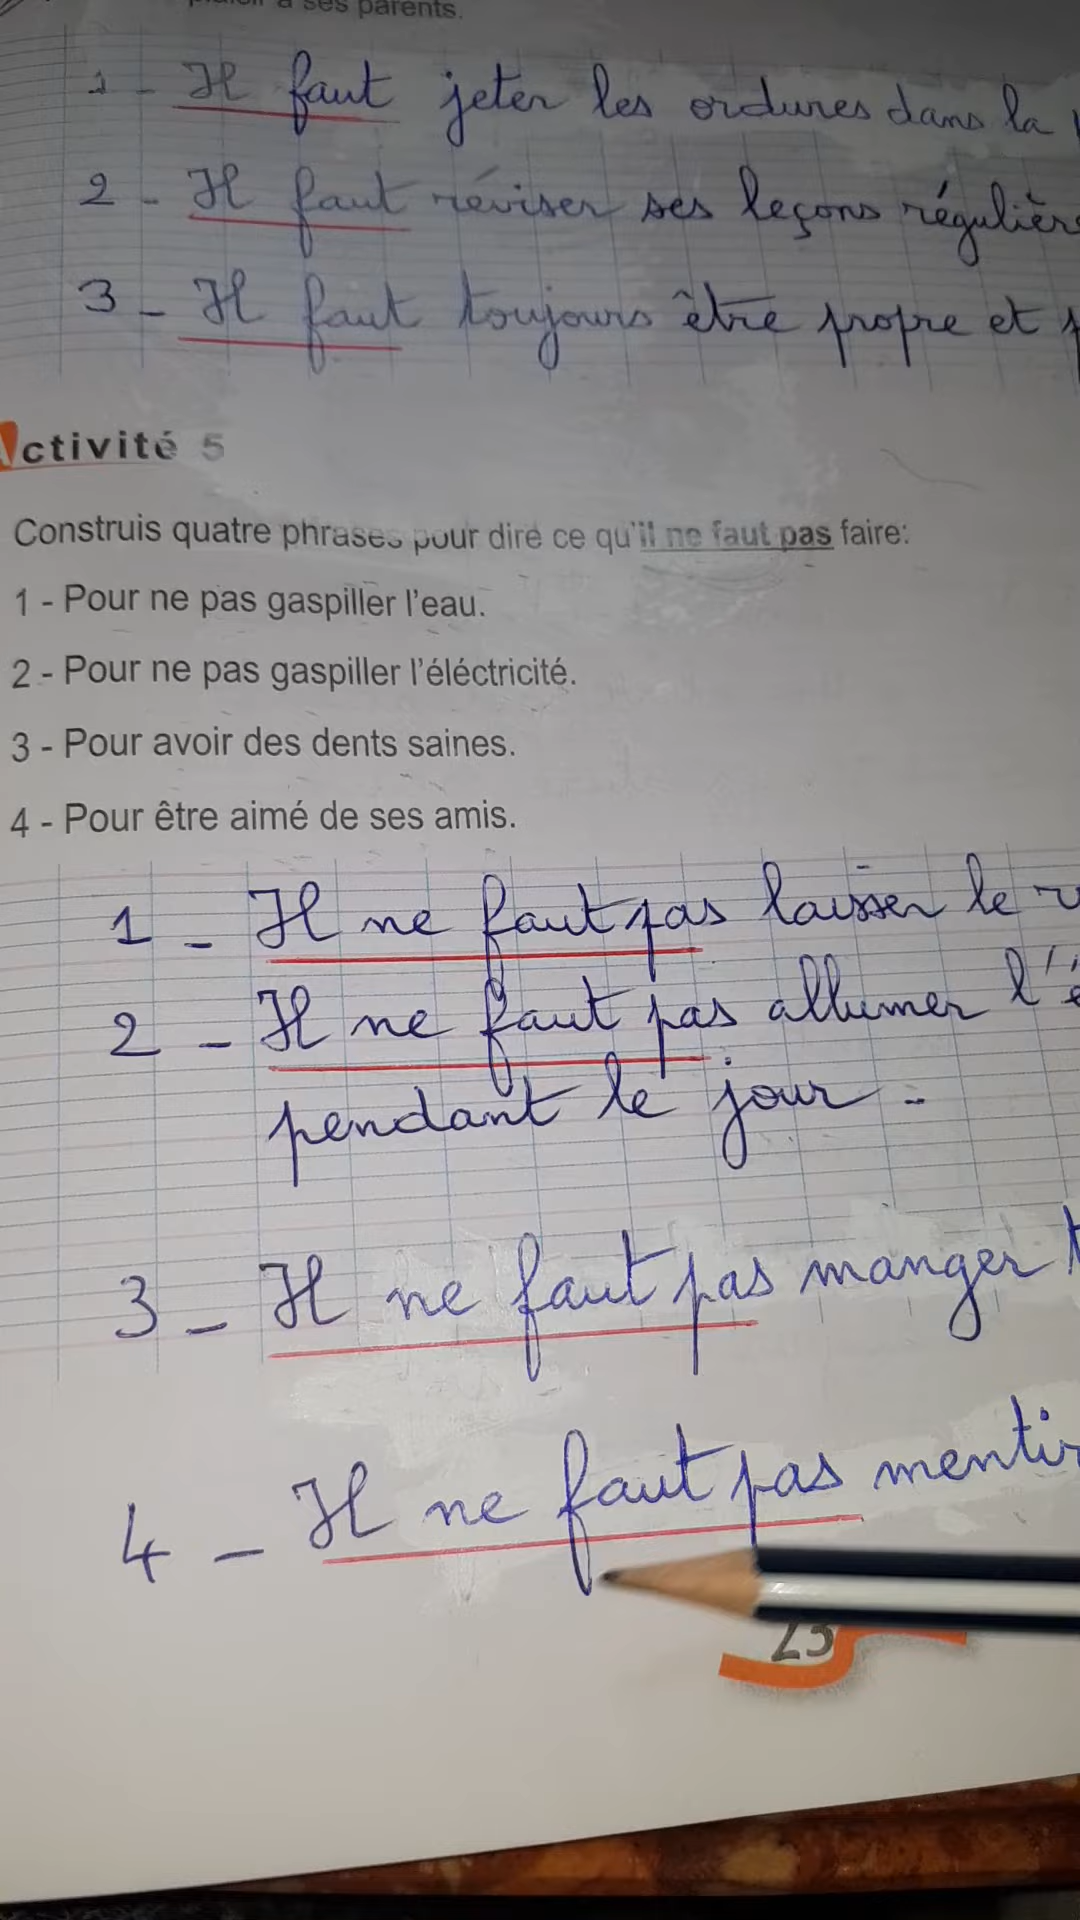 à ses parents.
1 - Il faut jeter les ordures dans la
2 - Il faut réviser ses leçons
3 - Il faut toujours être propre et
Activité 5
Construis quatre phrases pour dire ce qu'il ne faut pas faire:
1 - Pour ne pas gaspiller l'eau.
2 - Pour ne pas gaspiller l'éléctricité.
3 - Pour avoir des dents saines.
4 - Pour être aimé de ses amis.
1 - Il ne faut pas laisser le
2 - Il ne faut pas allumer
pendant le jour -
3 - Il ne faut pas manger
4 - Il ne faut pas mentir